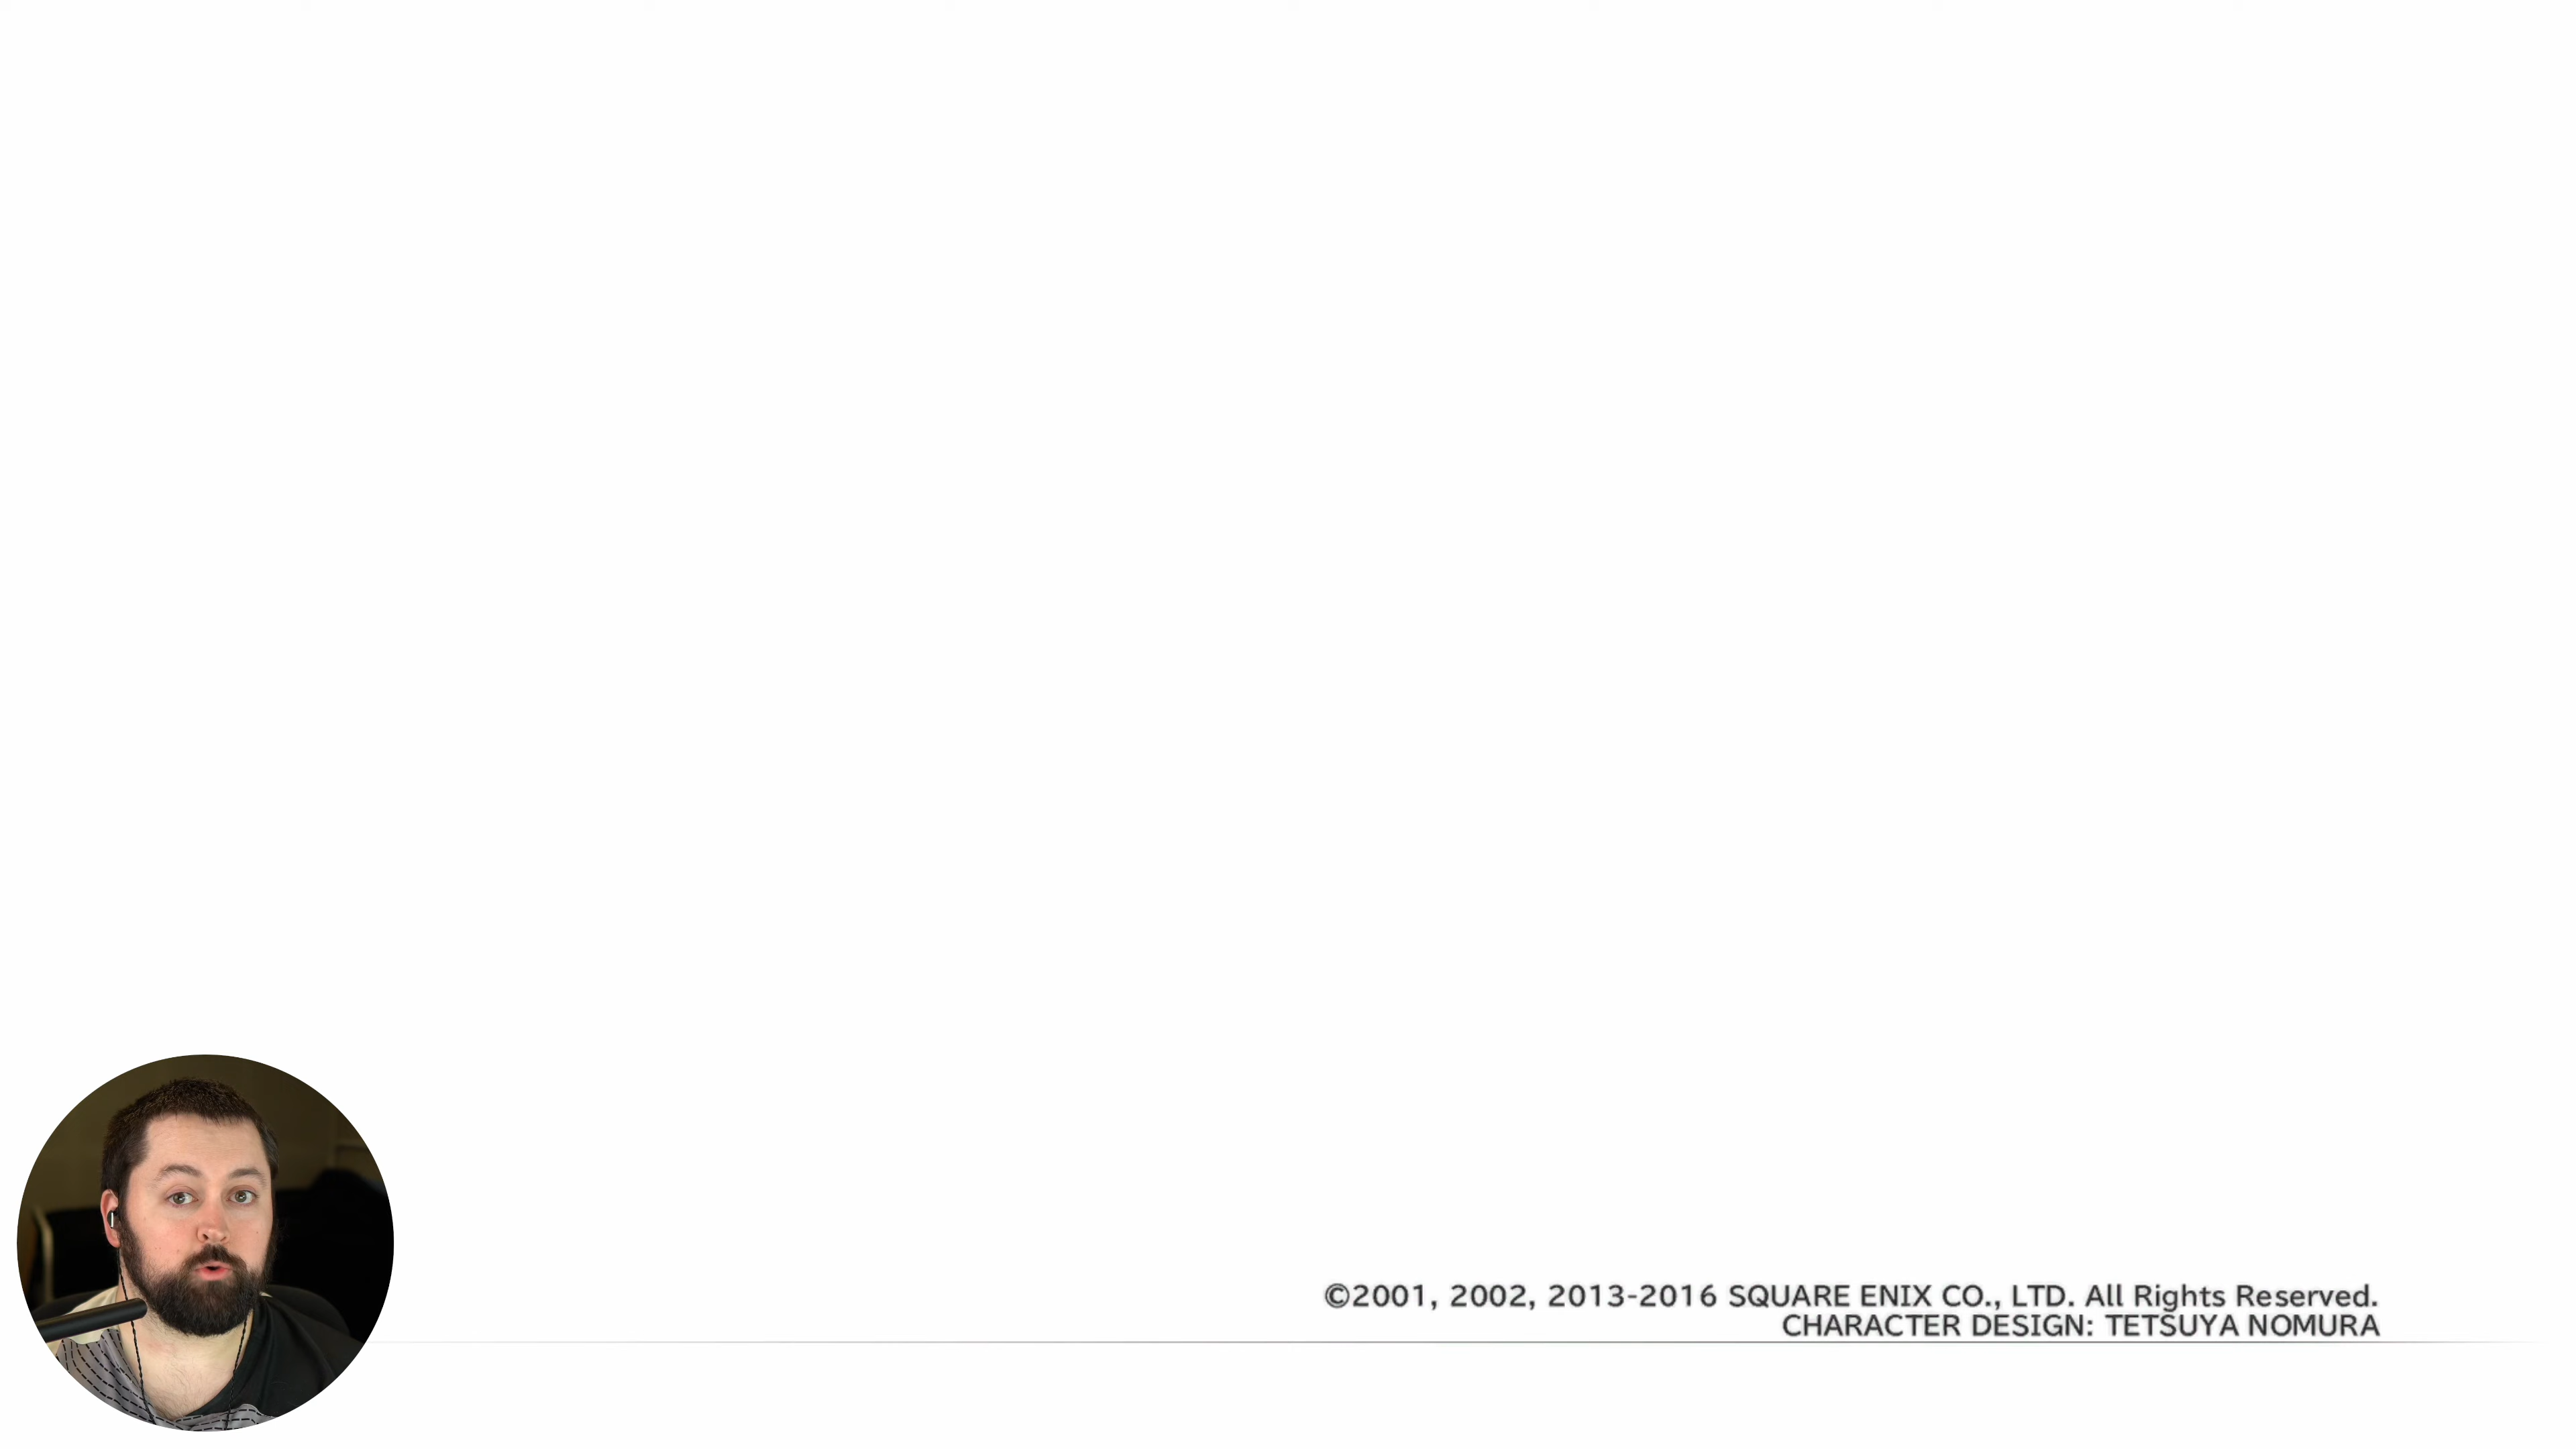 ©2001, 2002, 2013-2016 SQUARE ENIX CO., LTD. All Rights Reserved.
CHARACTER DESIGN: TETSUYA NOMURA